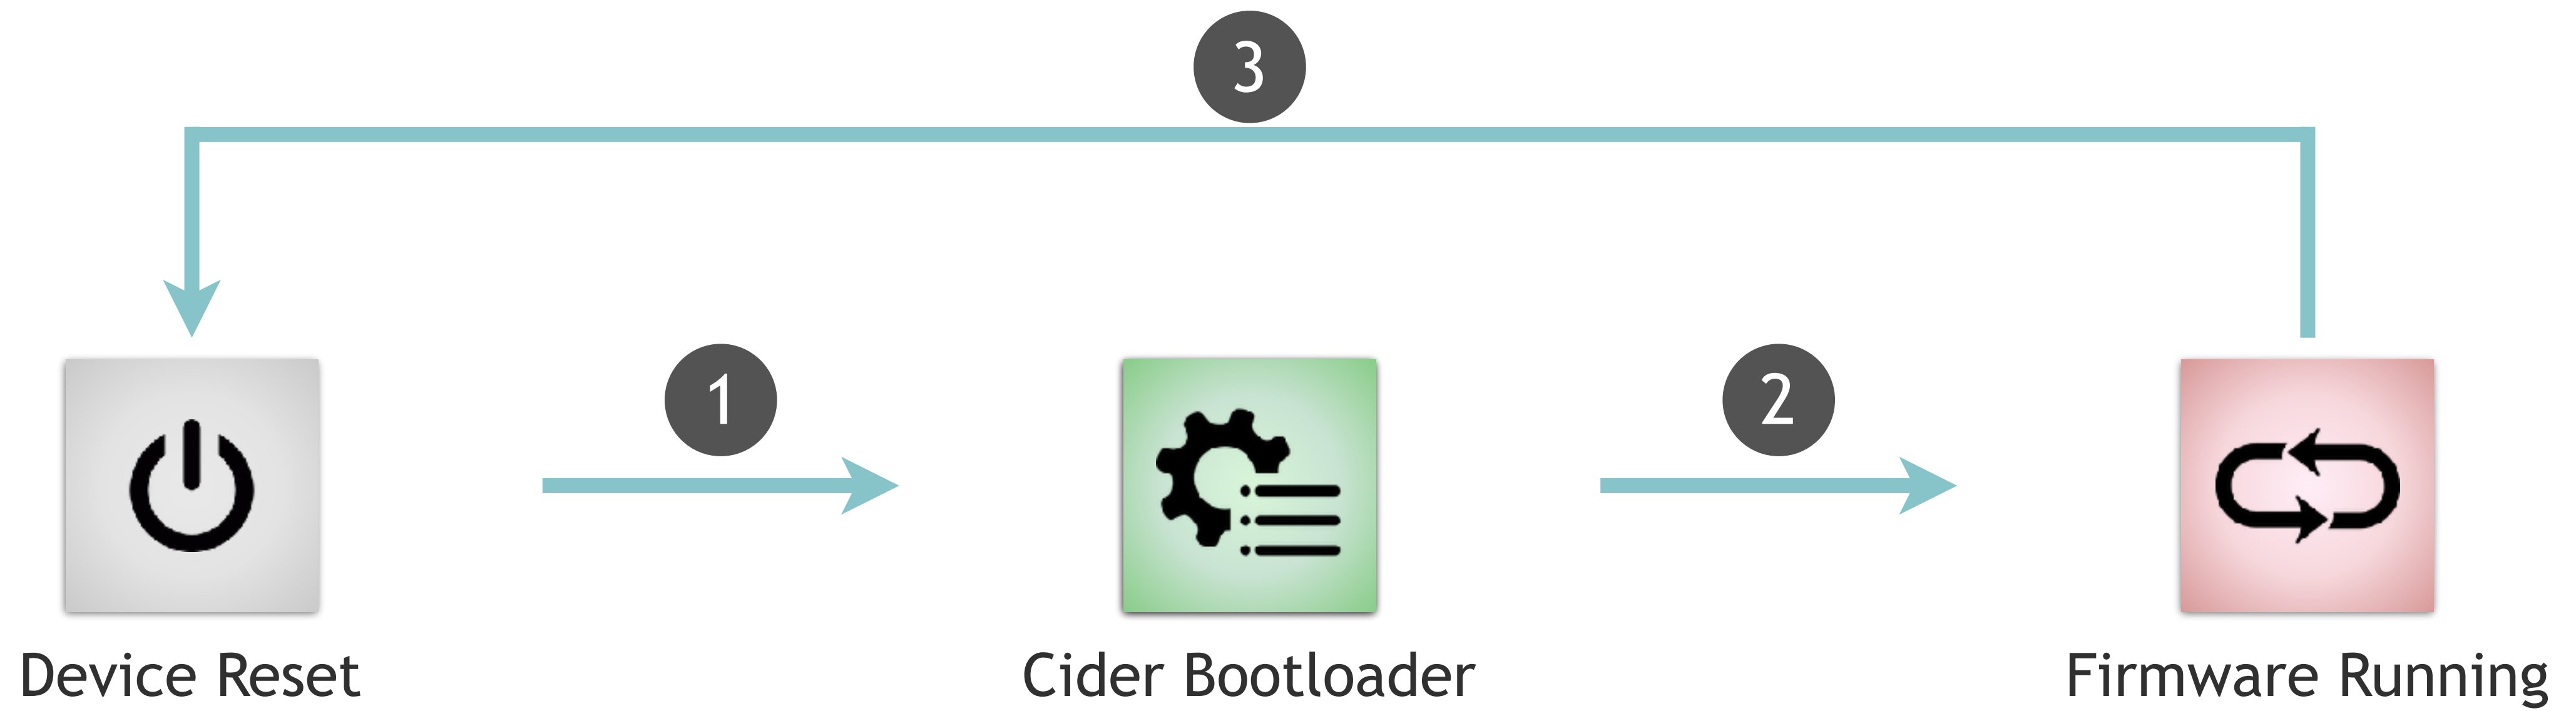 3
1
2
Device Reset
Cider Bootloader
Firmware Running